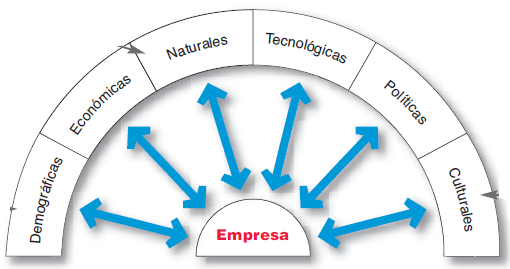 Demográficas
Económicas
Naturales
Tecnológicas
Políticas
Culturales
Empresa